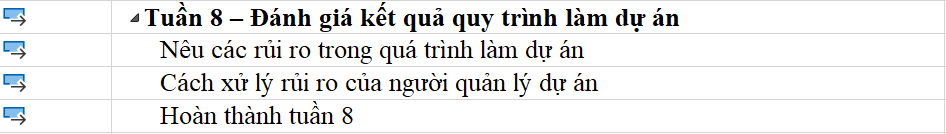 Tuần 8 – Đánh giá kết quả quy trình làm dự án
Nêu các rủi ro trong quá trình làm dự án
Cách xử lý rủi ro của người quản lý dự án
Hoàn thành tuần 8